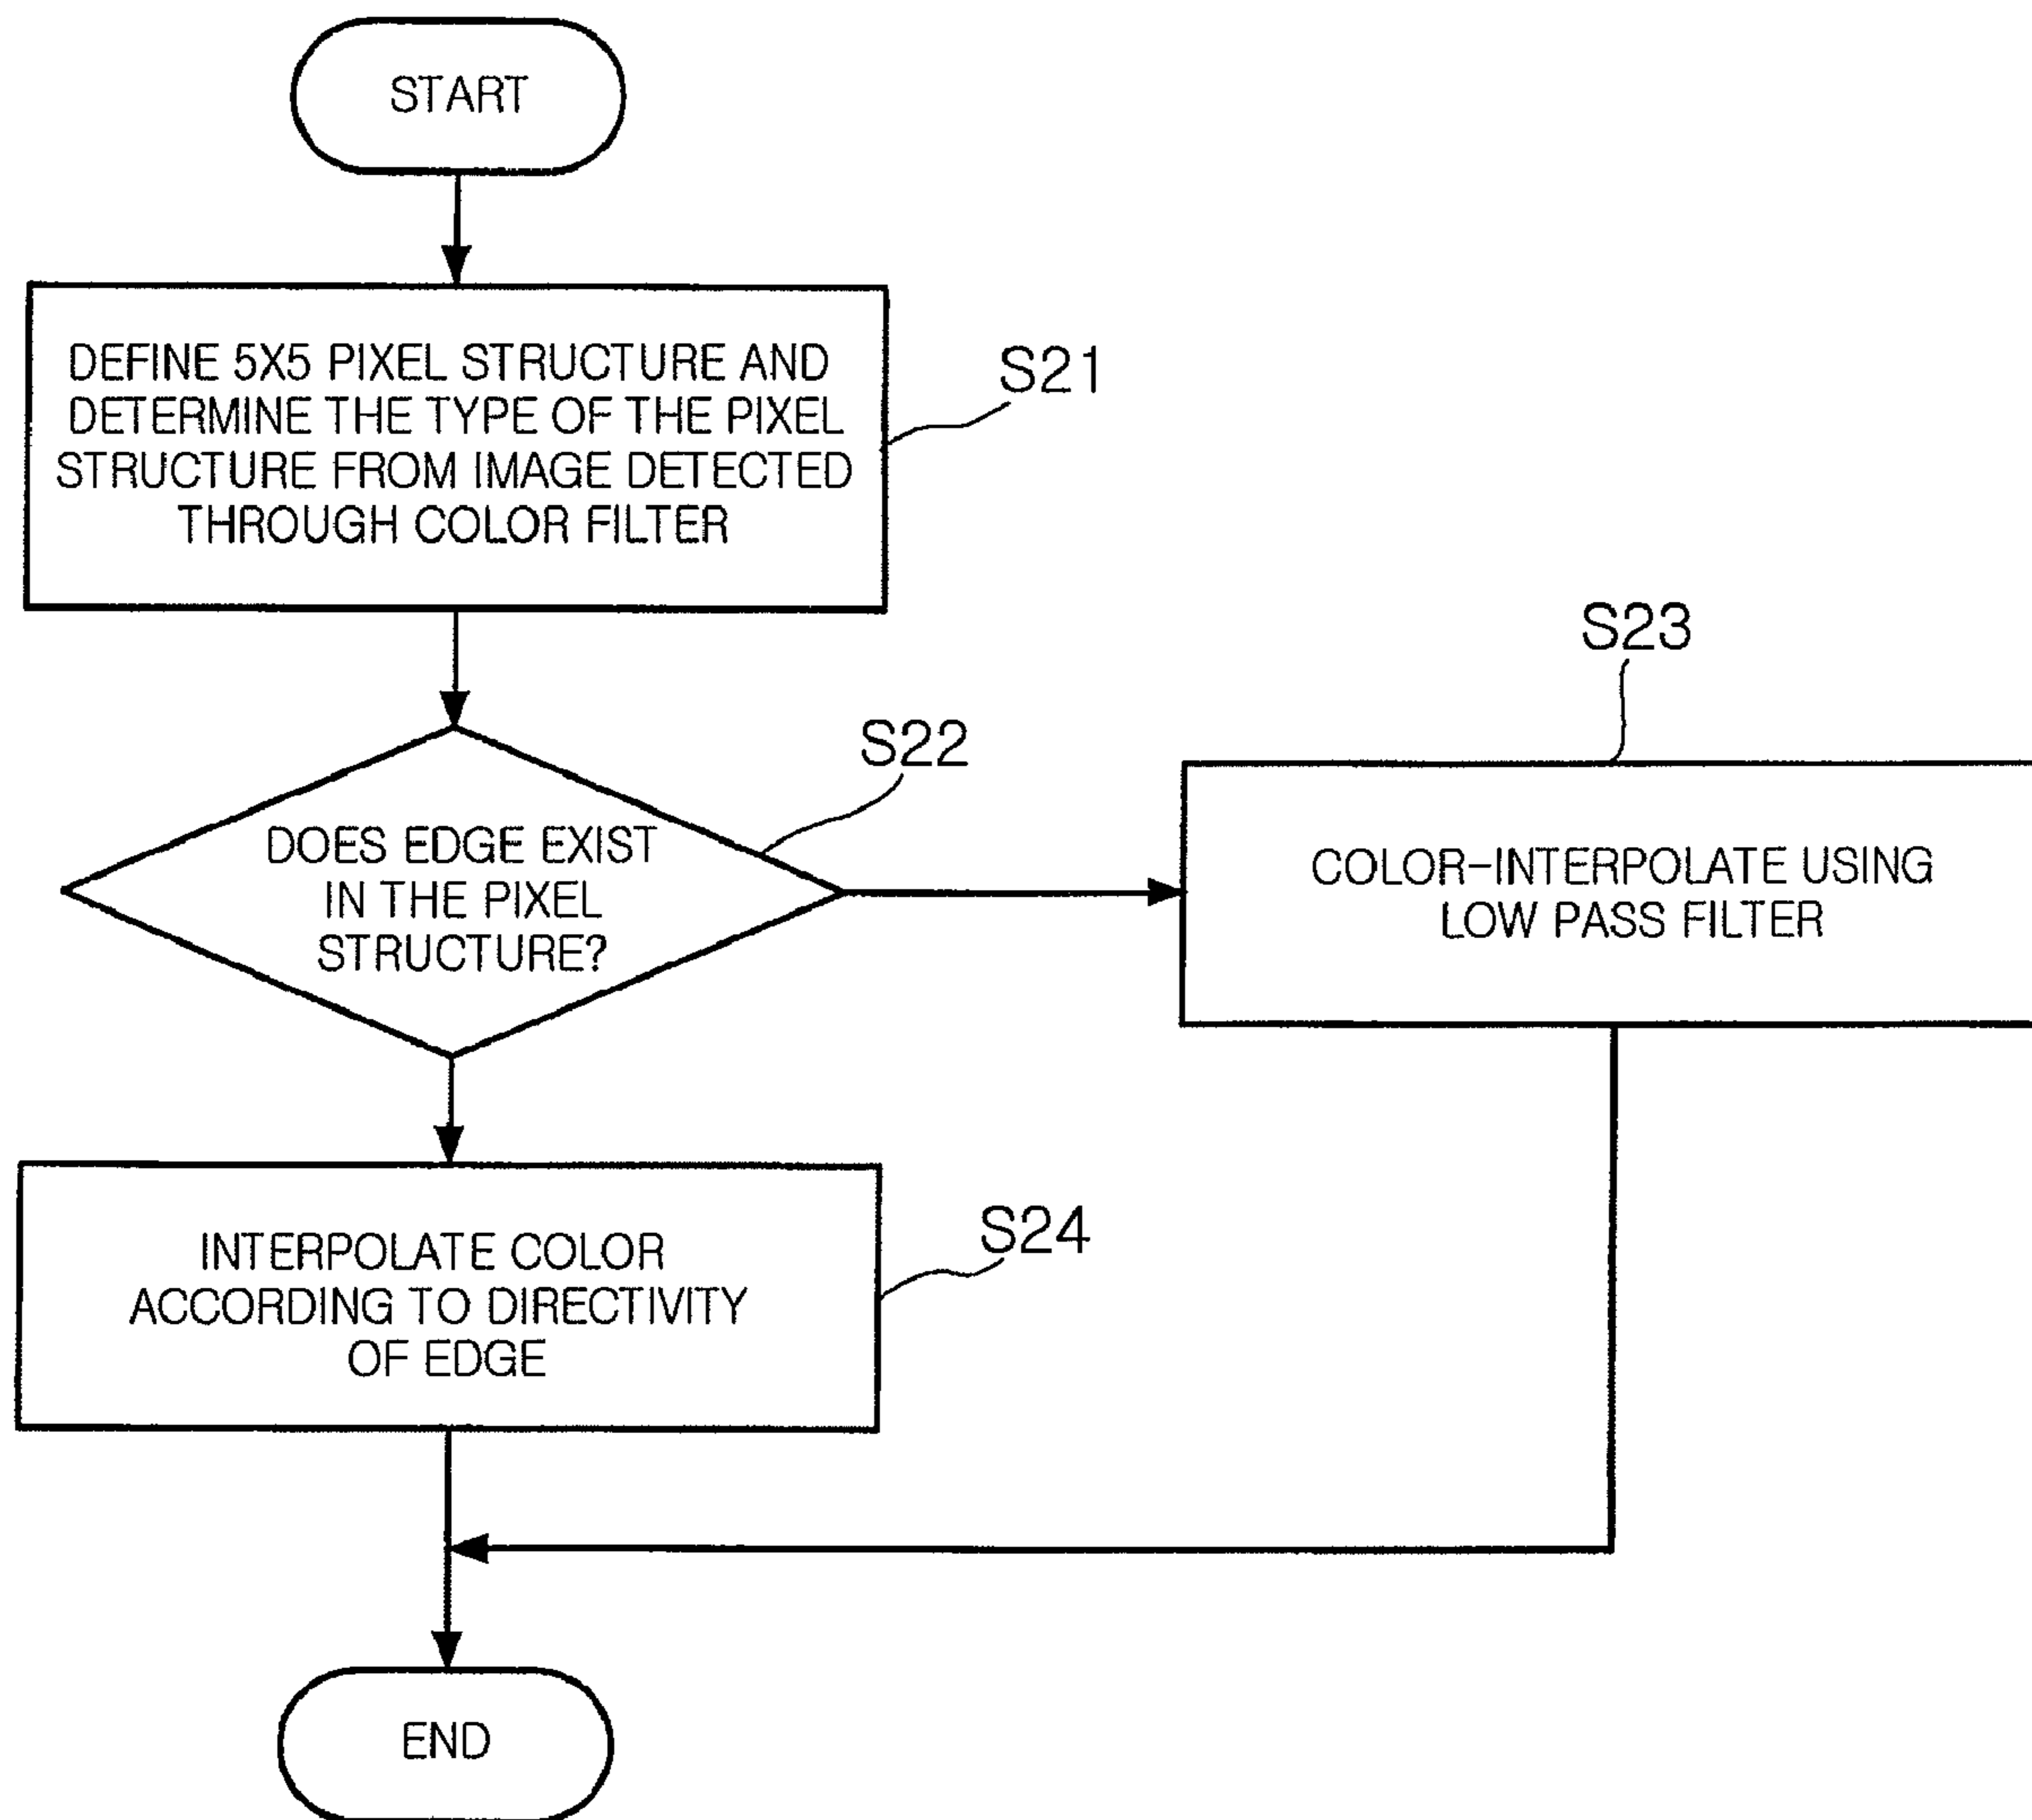 START
DEFINE 5X5 PIXEL STRUCTURE AND
DETERMINE THE TYPE OF THE PIXEL
STRUCTURE FROM IMAGE DETECTED
THROUGH COLOR FILTER
S21
DOES EDGE EXIST
IN THE PIXEL
STRUCTURE?
S22
S23
COLOR-INTERPOLATE USING
LOW PASS FILTER
INTERPOLATE COLOR
ACCORDING TO DIRECTIVITY
OF EDGE
S24
END